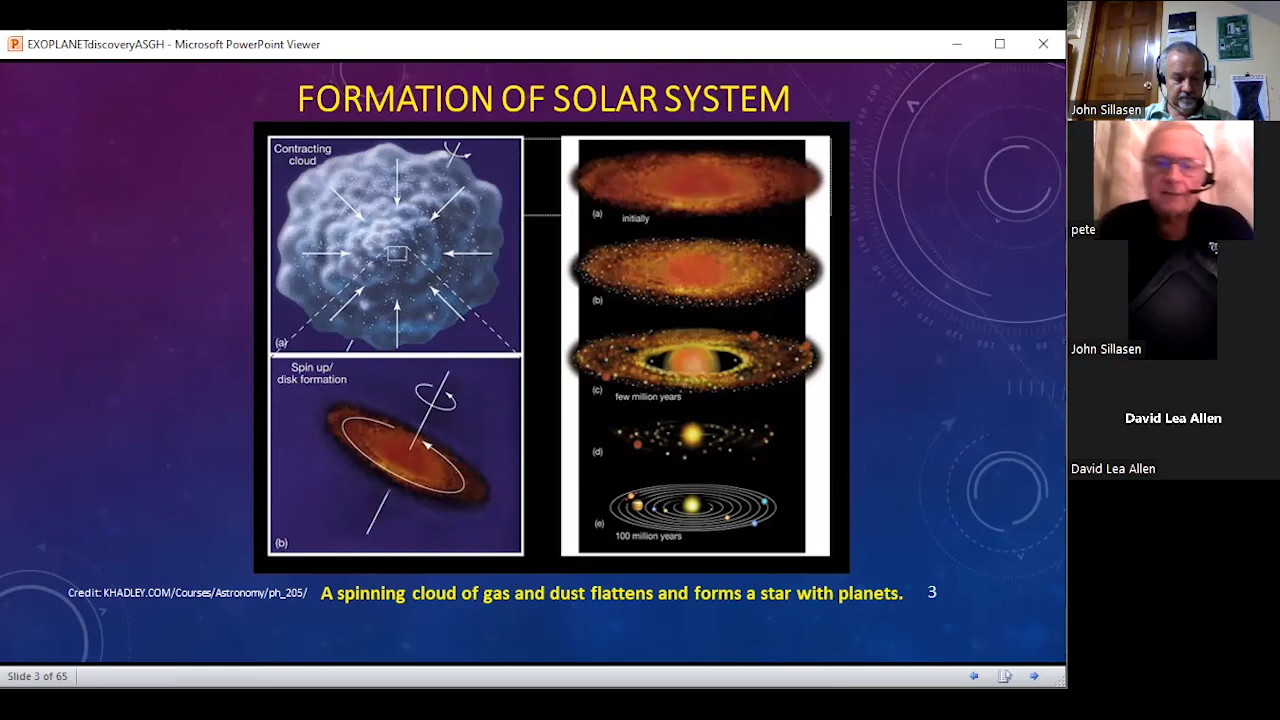 EXOPLANETdiscoveryASGH - Microsoft PowerPoint Viewer
FORMATION OF SOLAR SYSTEM
Contracting
cloud
(a)
Spin up/
disk formation
(b)
(a)
initially
(b)
(c)
few million years
(d)
(e)
100 million years
Credit: KHADLEY.COM/Courses/Astronomy/ph_205/
A spinning cloud of gas and dust flattens and forms a star with planets.
3
Slide 3 of 65
John Sillasen
pete
John Sillasen
David Lea Allen
David Lea Allen